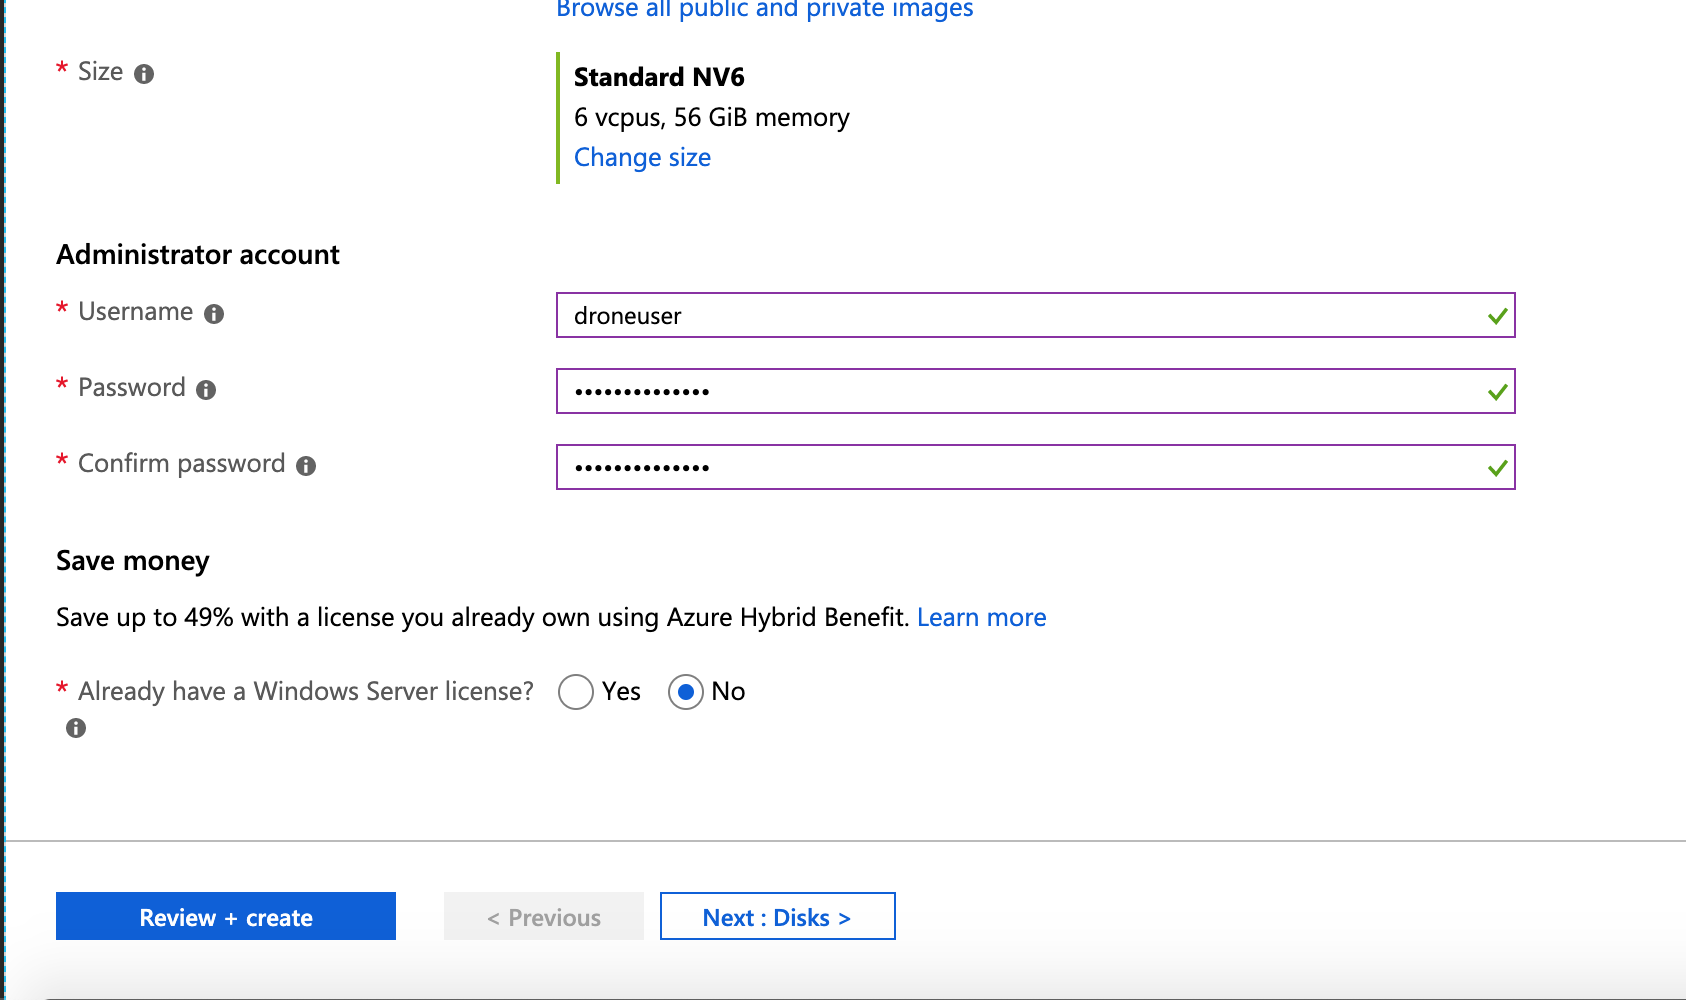 Browse all public and private images
* Size
Standard NV6
6 vcpus, 56 GiB memory
Change size
Administrator account
* Username
droneuser
* Password
••••••••••••••
* Confirm password
••••••••••••••
Save money
Save up to 49% with a license you already own using Azure Hybrid Benefit. Learn more
* Already have a Windows Server license? Yes No
Review + create < Previous Next : Disks >